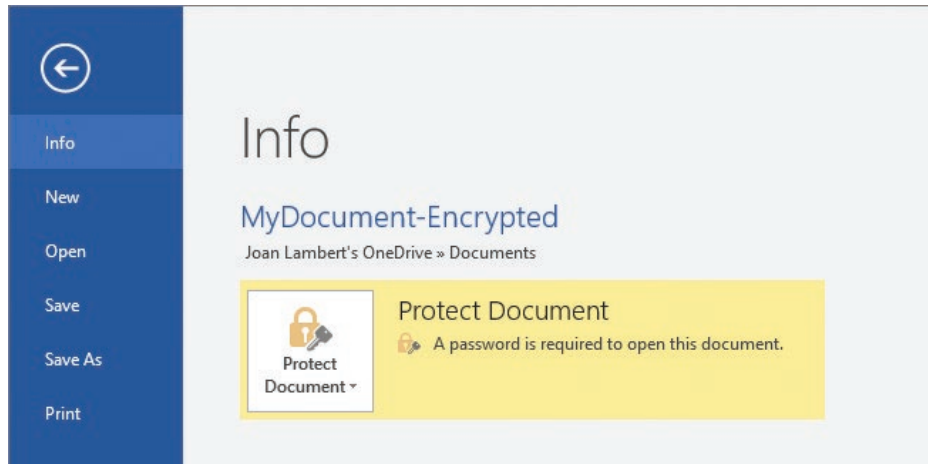 Info
New
Open
Save
Save As
Print
Info
MyDocument-Encrypted
Joan Lambert's OneDrive » Documents
Protect
Document
Protect Document
A password is required to open this document.